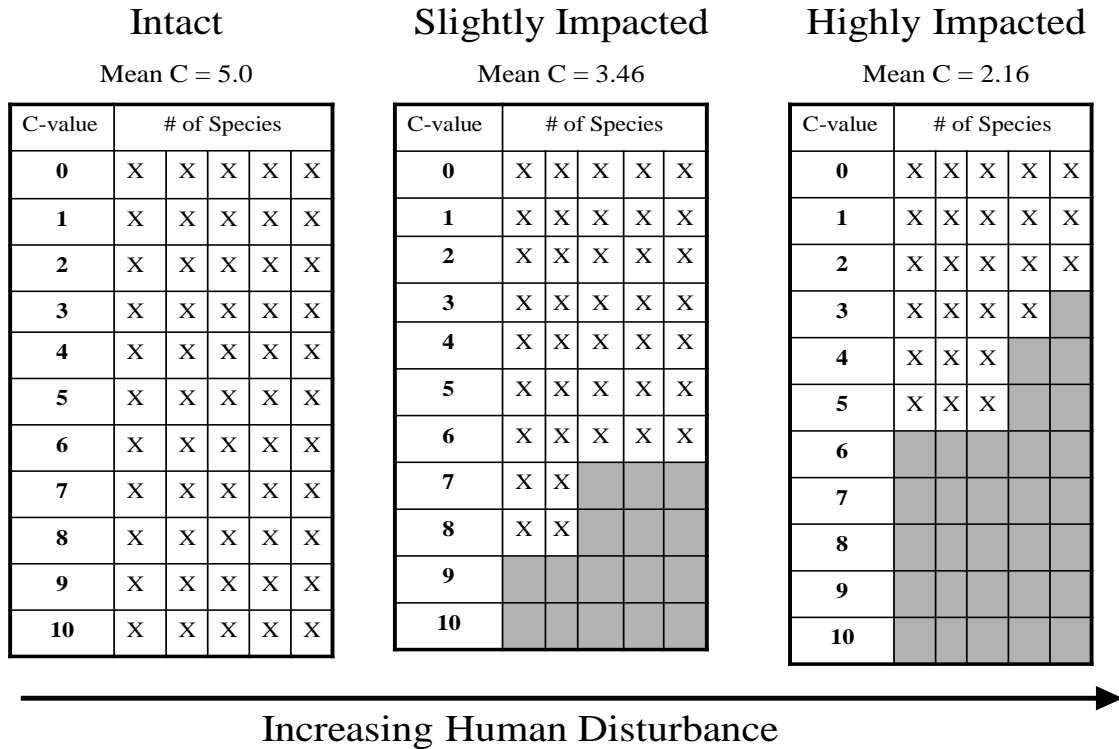 Intact
Mean C = 5.0
C-value # of Species
0 X X X X X
1 X X X X X
2 X X X X X
3 X X X X X
4 X X X X X
5 X X X X X
6 X X X X X
7 X X X X X
8 X X X X X
9 X X X X X
10 X X X X X
Slightly Impacted
Mean C = 3.46
C-value # of Species
0 X X X X X
1 X X X X X
2 X X X X X
3 X X X X X
4 X X X X X
5 X X X X X
6 X X X X X
7 X X
8 X X
9
10
Highly Impacted
Mean C = 2.16
C-value # of Species
0 X X X X X
1 X X X X X
2 X X X X X
3 X X X X
4 X X X
5 X X X
6
7
8
9
10
Increasing Human Disturbance